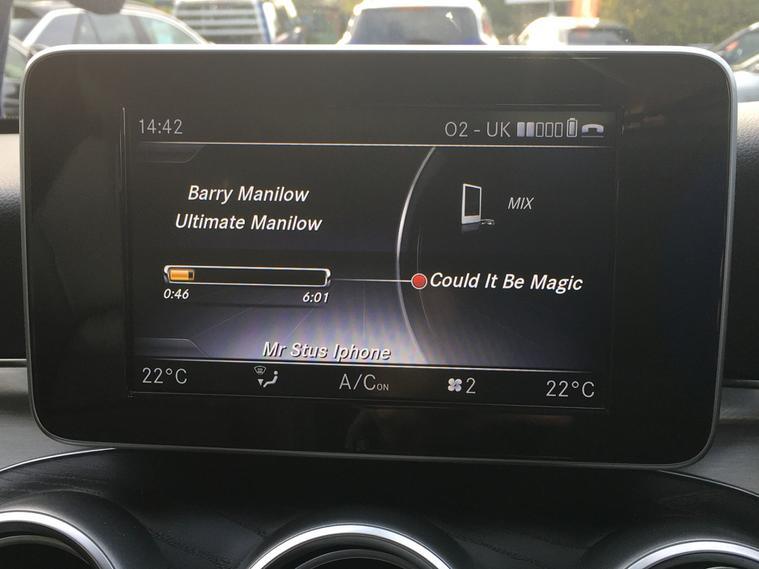 14:42
O2 - UK
Barry Manilow
Ultimate Manilow
MIX
0:46
6:01
Could It Be Magic
Mr Stus Iphone
22°C
A/C ON
2
22°C